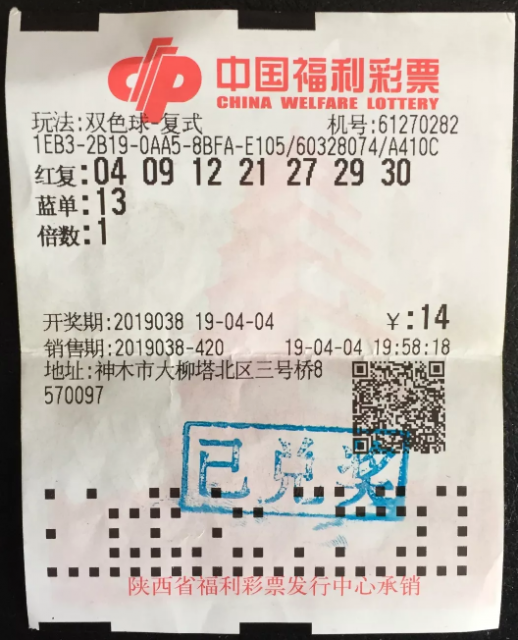 中国福利彩票
CHINA WELFARE LOTTERY
玩法:双色球-复式 机号:61270282
1EB3-2B19-0AA5-8BFA-E105/60328074/A410C
红复:04 09 12 21 27 29 30
蓝单:13
倍数:1
开奖期:2019038 19-04-04 ¥:14
销售期:2019038-420 19-04-04 19:58:18
地址:神木市大柳塔北区三号桥8
570097
已兑奖
陕西省福利彩票发行中心承销